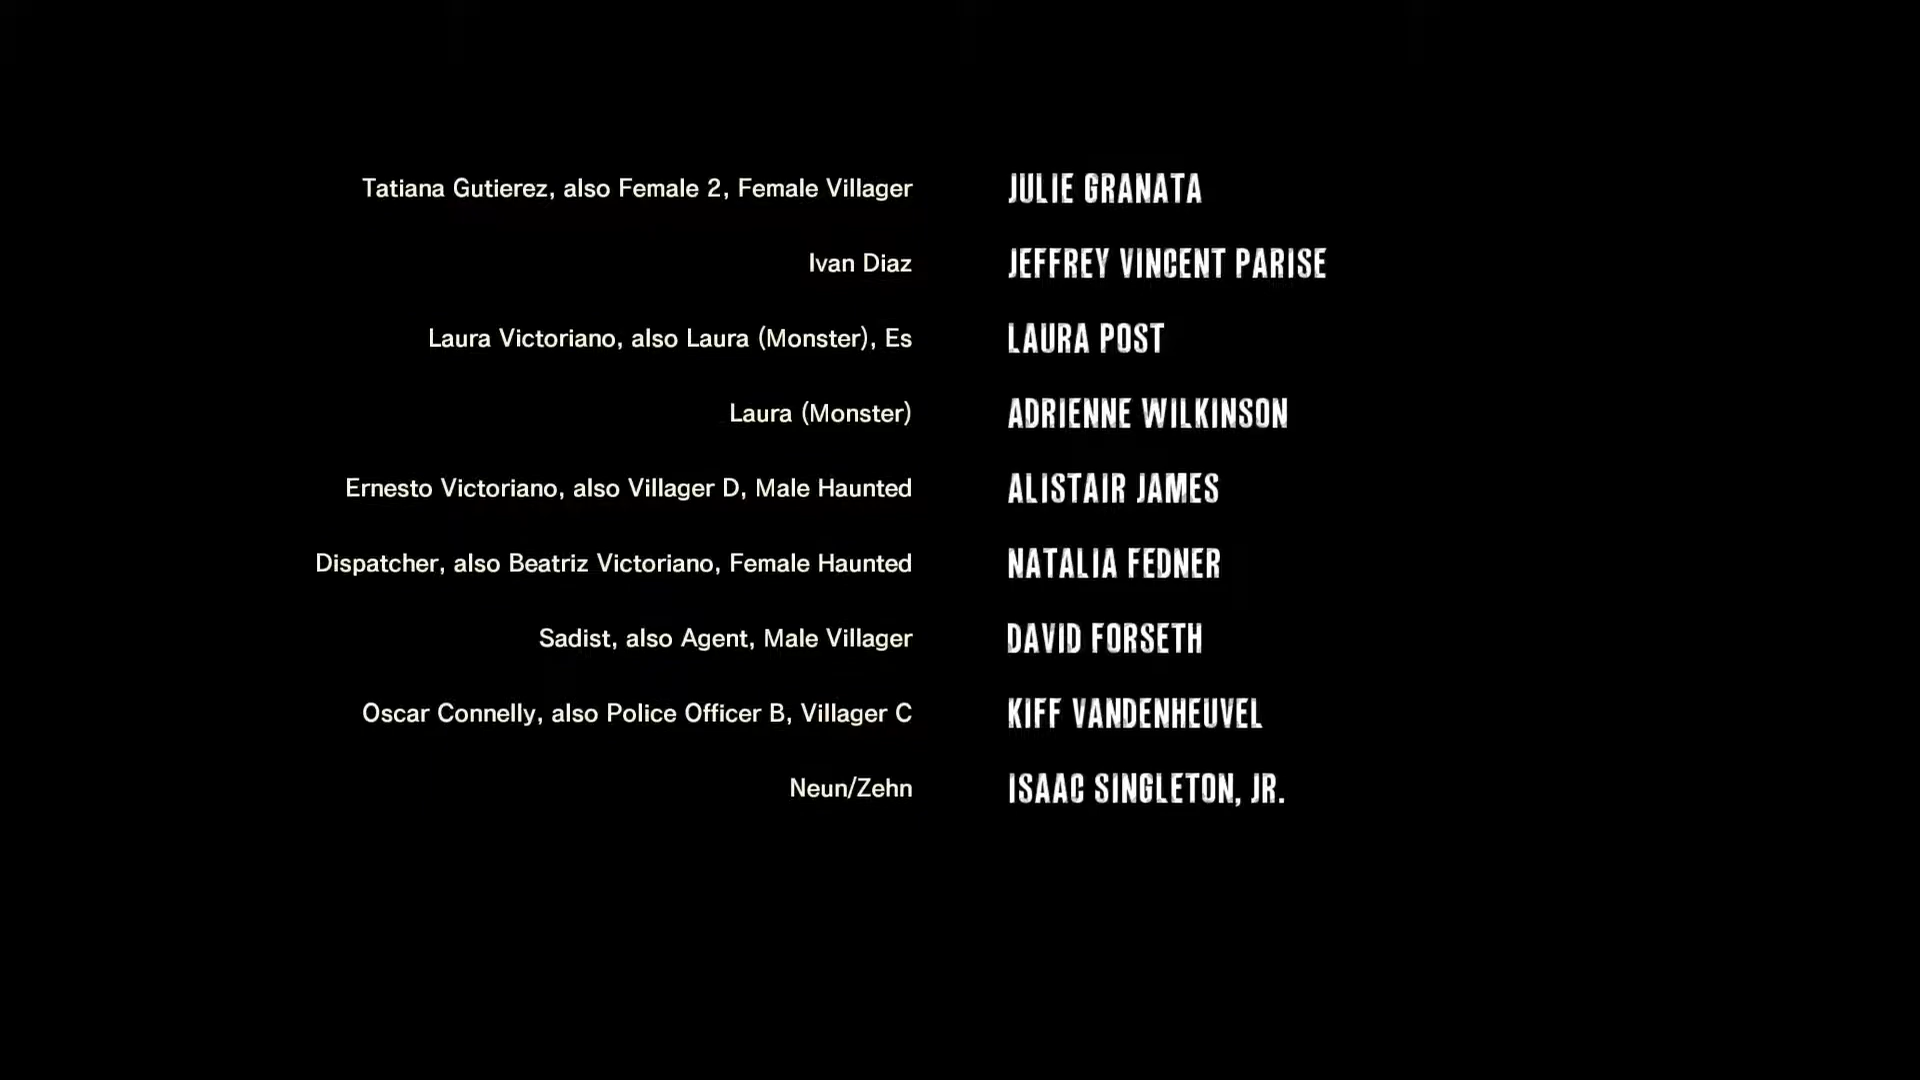 Tatiana Gutierez, also Female 2, Female Villager JULIE GRANATA
Ivan Diaz JEFFREY VINCENT PARISE
Laura Victoriano, also Laura (Monster), Es LAURA POST
Laura (Monster) ADRIENNE WILKINSON
Ernesto Victoriano, also Villager D, Male Haunted ALISTAIR JAMES
Dispatcher, also Beatriz Victoriano, Female Haunted NATALIA FEDNER
Sadist, also Agent, Male Villager DAVID FORSETH
Oscar Connelly, also Police Officer B, Villager C KIFF VANDENHEUVEL
Neun/Zehn ISAAC SINGLETON, JR.